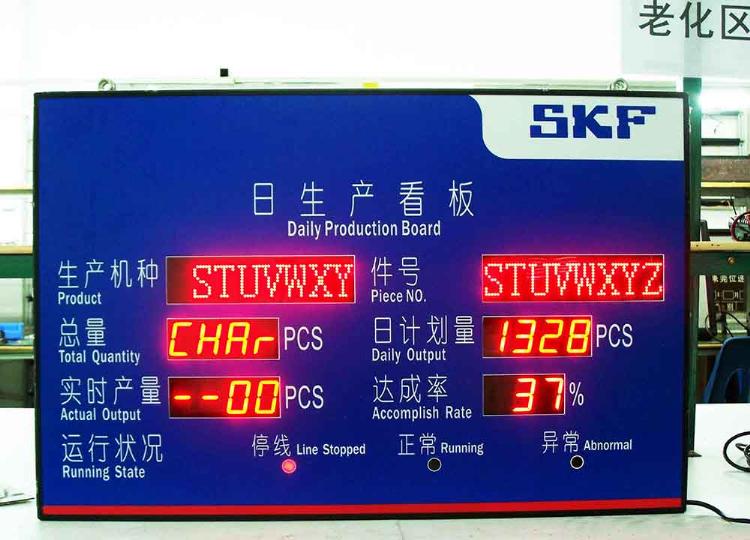 老化区
SKF
日生产看板
Daily Production Board
生产机种 STUVWXY 件号 STUVWXYZ
Product Piece NO.
总量 CHAr PCS 日计划量 1328 PCS
Total Quantity Daily Output
实时产量 --00 PCS 达成率 37%
Actual Output Accomplish Rate
运行状况 停线 Line Stopped 正常 Running 异常 Abnormal
Running State